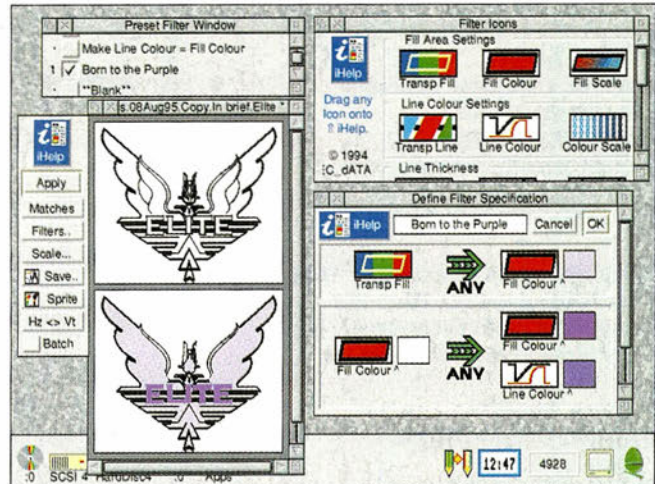 Preset Filter Window
Make Line Colour = Fill Colour
1 Born to the Purple
**Blank**
s.08Aug95.Copy.In brief.Elite *
iHelp
Apply
Matches
Filters..
Scale...
Save..
Sprite
Hz <> Vt
Batch
ELITE
ELITE
Filter Icons
Fill Area Settings
iHelp
Transp Fill Fill Colour Fill Scale
Drag any
Icon onto
⇧ iHelp.
Line Colour Settings
Transp Line Line Colour Colour Scale
© 1994
EC_dATA
Line Thickness
Define Filter Specification
iHelp Born to the Purple Cancel OK
Transp Fill ANY Fill Colour ^
Fill Colour ^ ANY Fill Colour ^
Line Colour ^
:0 SCSI 4 HardDisc4 :0 Apps
12:47 4928